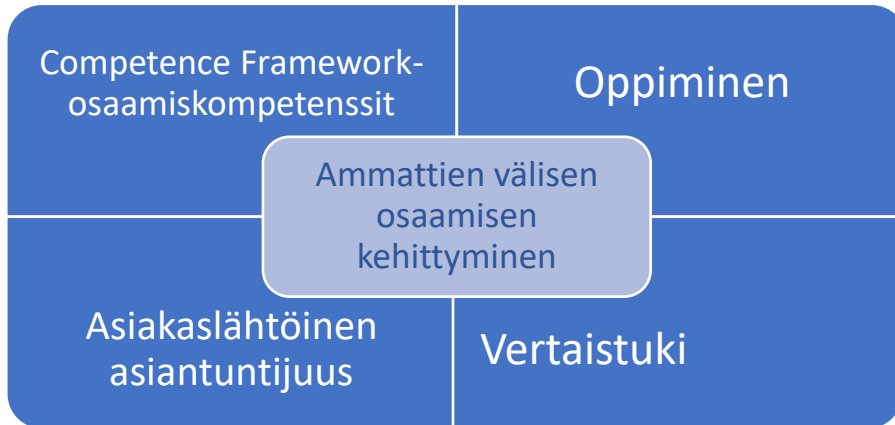 Competence Framework-
osaamiskompetenssit
Oppiminen
Ammattien välisen
osaamisen
kehittyminen
Asiakaslähtöinen
asiantuntijuus
Vertaistuki